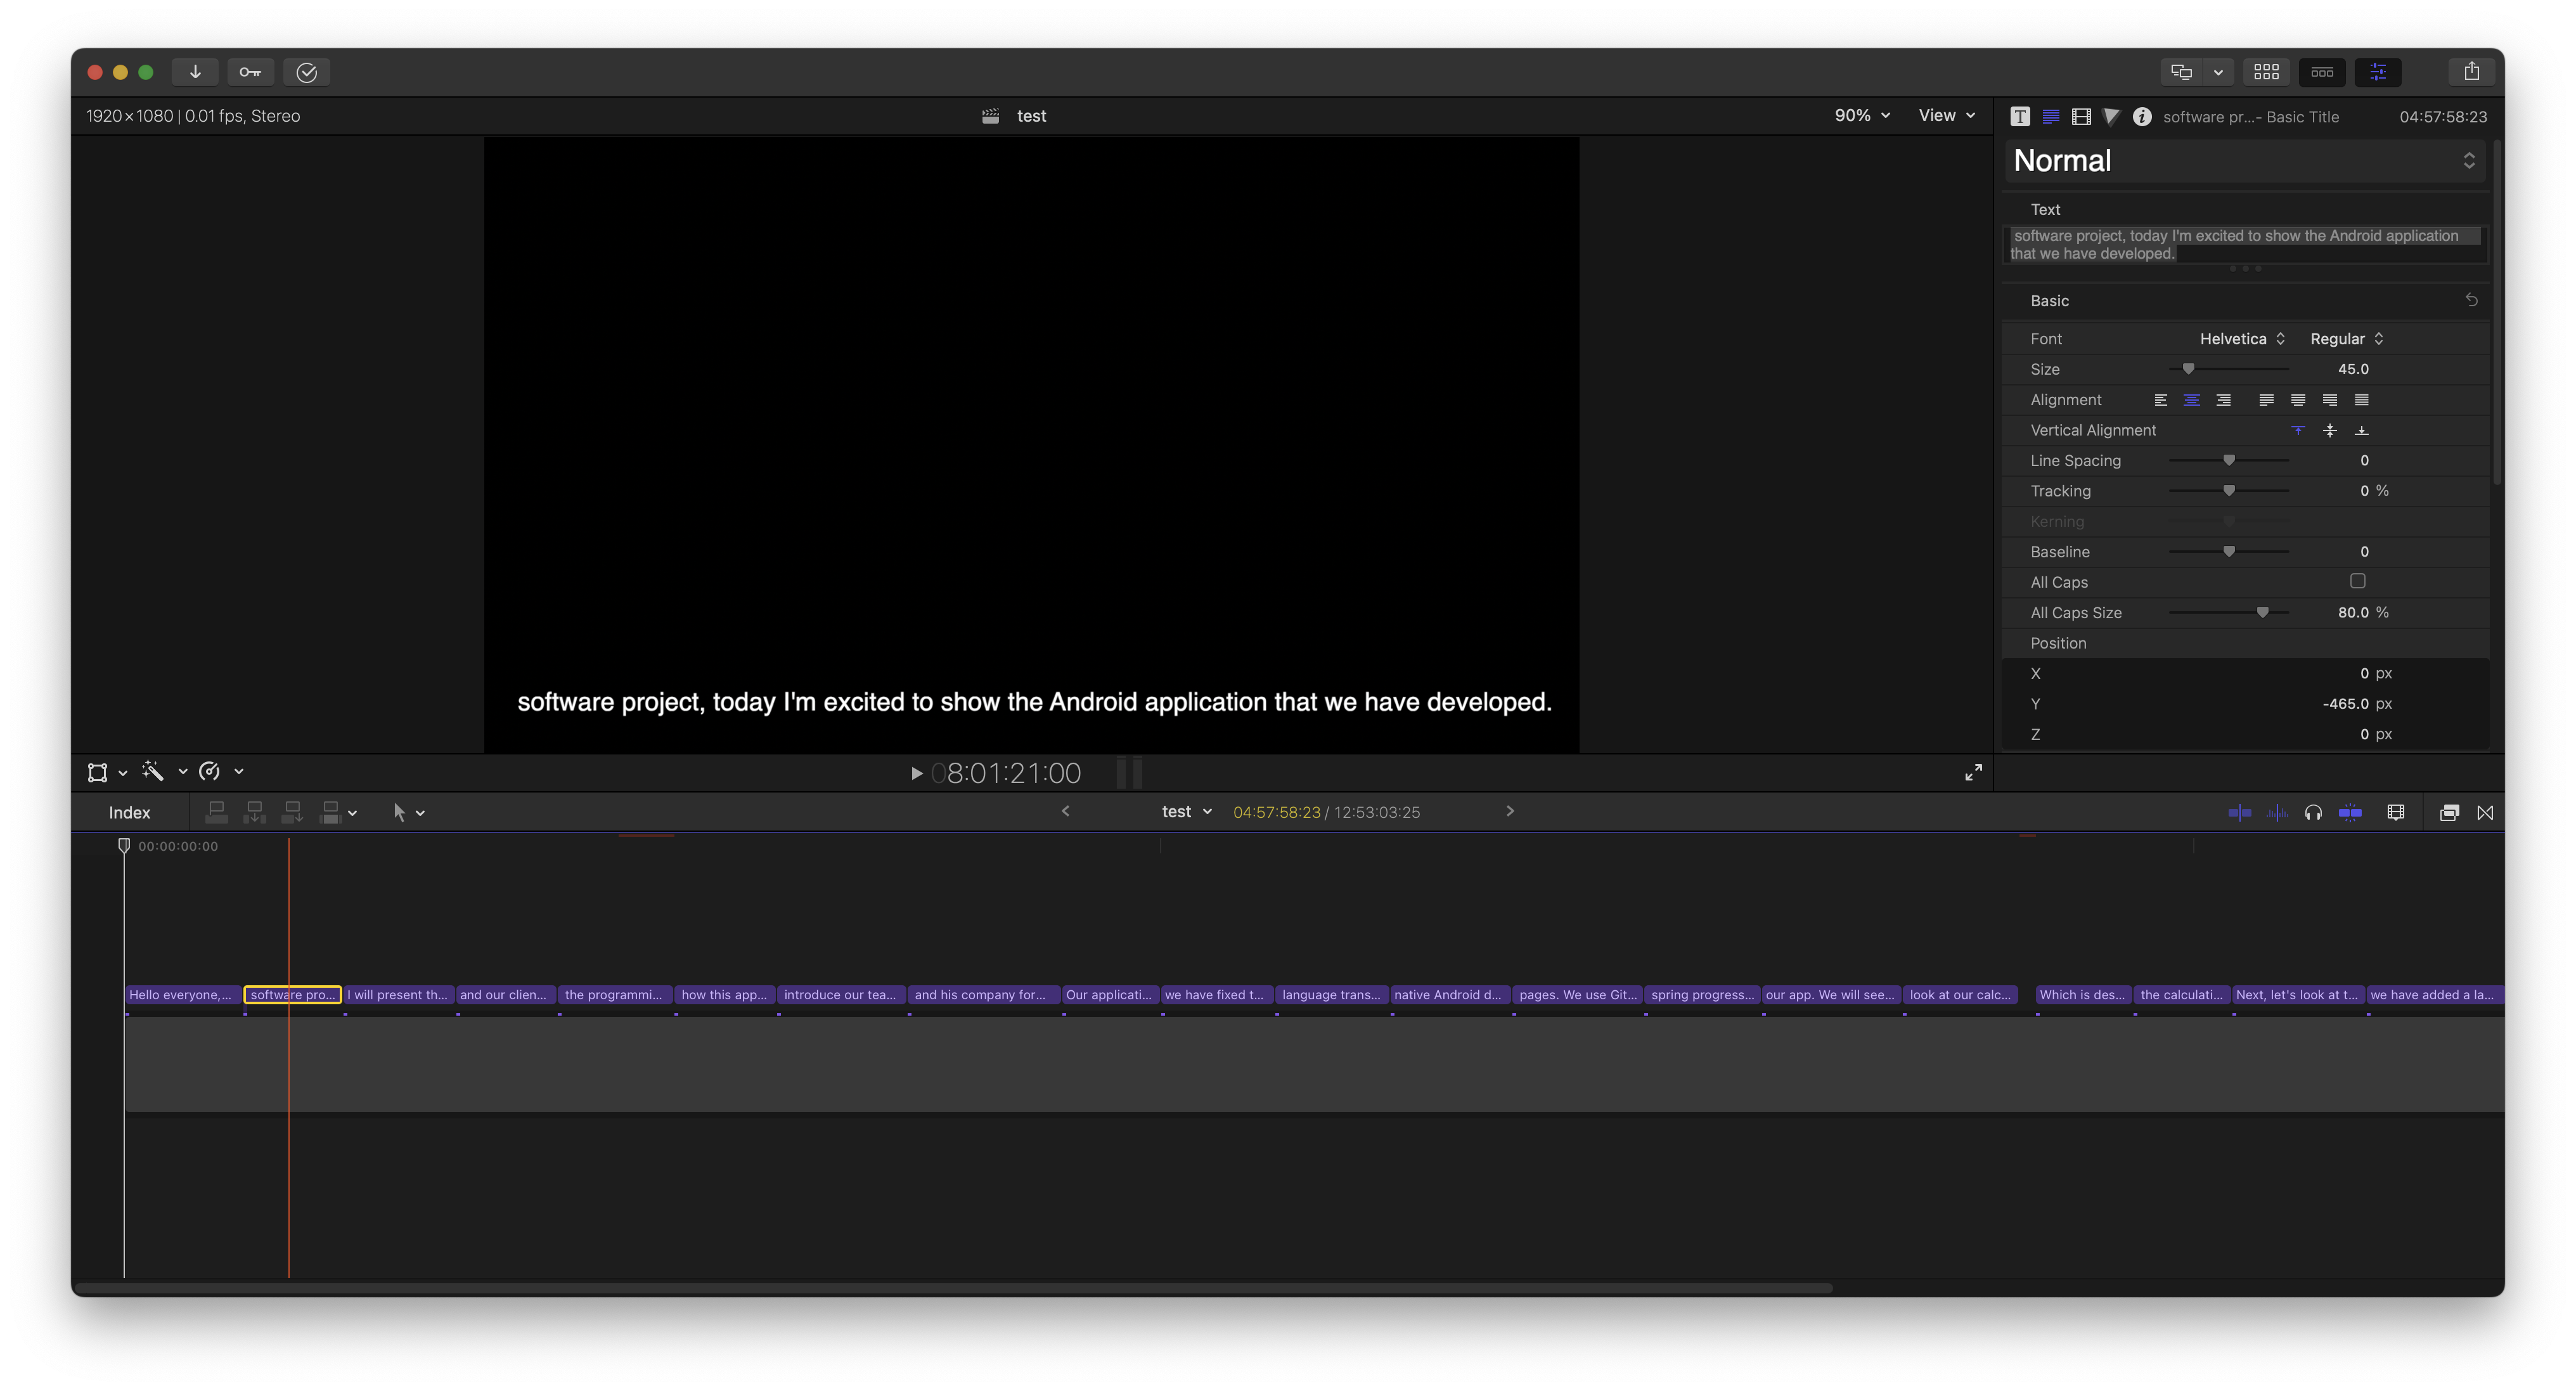 1920×1080 | 0.01 fps, Stereo
test
90%
View
software pr...- Basic Title
04:57:58:23
Normal
Text
software project, today I'm excited to show the Android application
that we have developed.
Basic
Font Helvetica Regular
Size 45.0
Alignment
Vertical Alignment
Line Spacing 0
Tracking 0 %
Kerning
Baseline 0
All Caps
All Caps Size 80.0 %
Position
X 0 px
Y -465.0 px
Z 0 px
software project, today I'm excited to show the Android application that we have developed.
08:01:21:00
Index
test
04:57:58:23 / 12:53:03:25
00:00:00:00
Hello everyone,...
software pro...
I will present th...
and our clien...
the programmi...
how this app...
introduce our tea...
and his company for...
Our applicati...
we have fixed t...
language trans...
native Android d...
pages. We use Git...
spring progress...
our app. We will see...
look at our calc...
Which is des...
the calculati...
Next, let's look at t...
we have added a la...